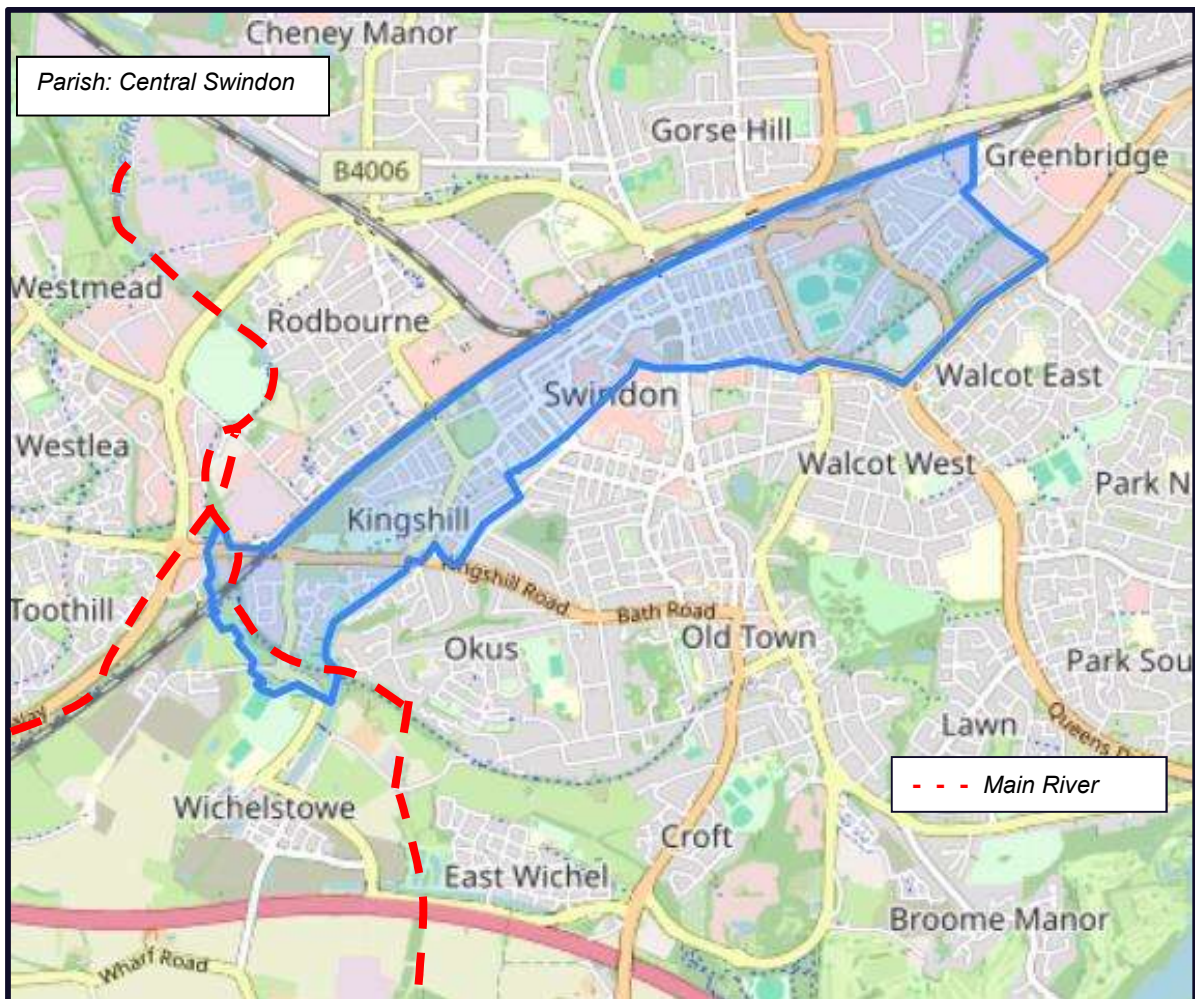 Cheney Manor
Parish: Central Swindon
Gorse Hill
Greenbridge
B4006
Westmead
Rodbourne
Walcot East
Swindon
Westlea
Walcot West
Park N
Kingshill
Kingshill Road
Toothill
Bath Road
Old Town
Okus
Park Sou
way
Lawn
Queens D
Main River
Wichelstowe
Croft
East Wichel
Broome Manor
Wharf Road